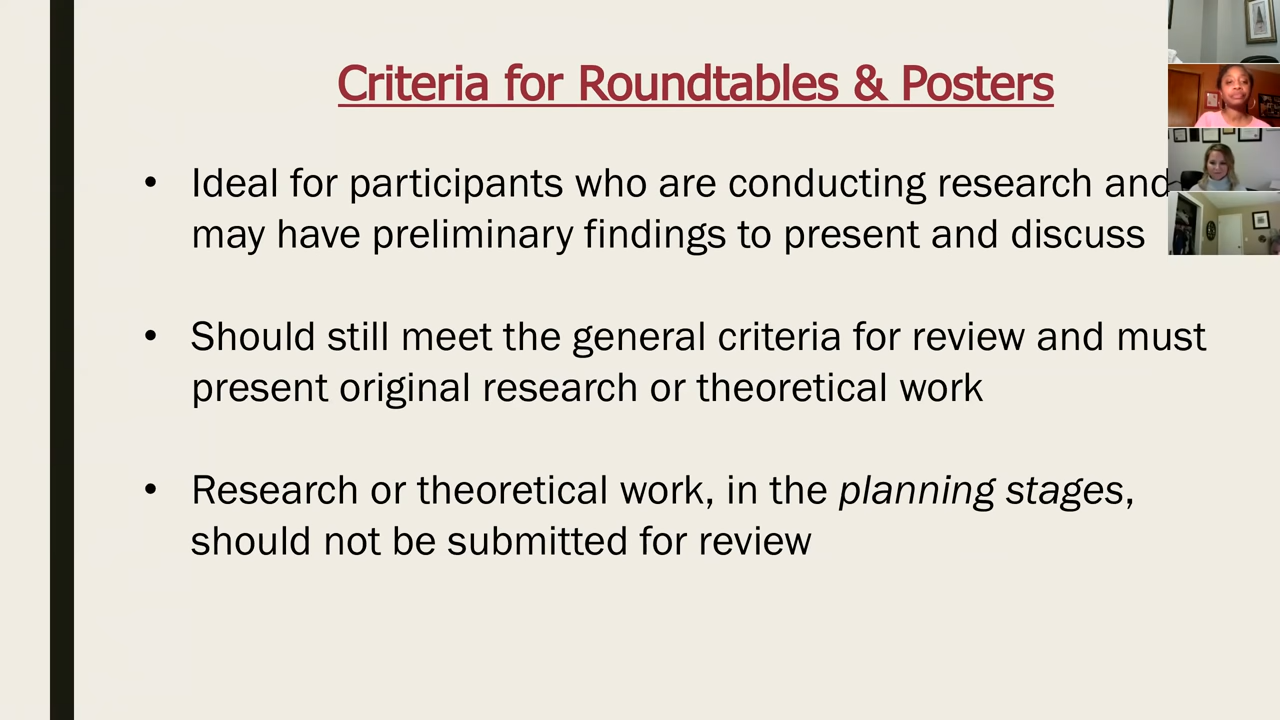 Criteria for Roundtables & Posters
• Ideal for participants who are conducting research and
may have preliminary findings to present and discuss
• Should still meet the general criteria for review and must
present original research or theoretical work
• Research or theoretical work, in the planning stages,
should not be submitted for review